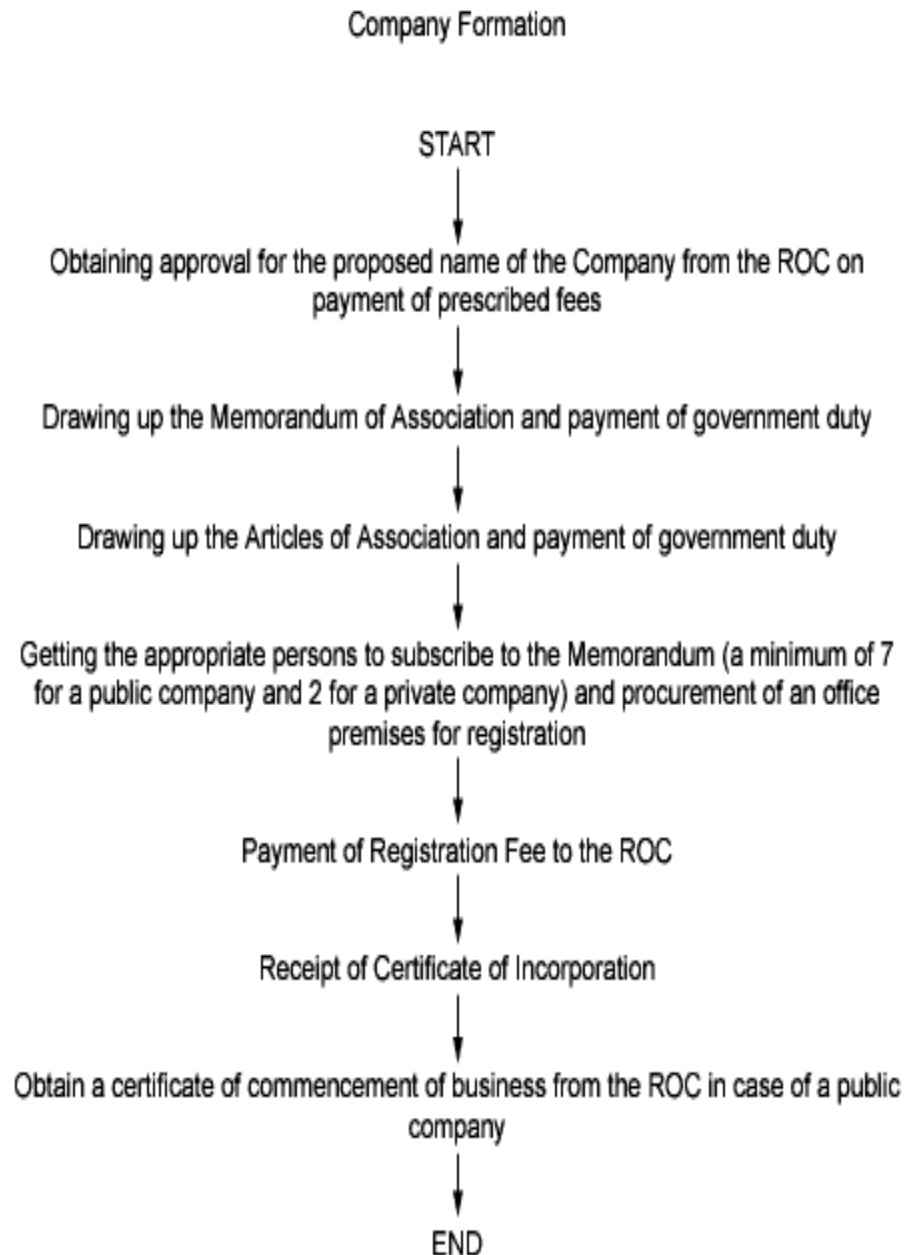 Company Formation
START
Obtaining approval for the proposed name of the Company from the ROC on
payment of prescribed fees
Drawing up the Memorandum of Association and payment of government duty
Drawing up the Articles of Association and payment of government duty
Getting the appropriate persons to subscribe to the Memorandum (a minimum of 7
for a public company and 2 for a private company) and procurement of an office
premises for registration
Payment of Registration Fee to the ROC
Receipt of Certificate of Incorporation
Obtain a certificate of commencement of business from the ROC in case of a public
company
END